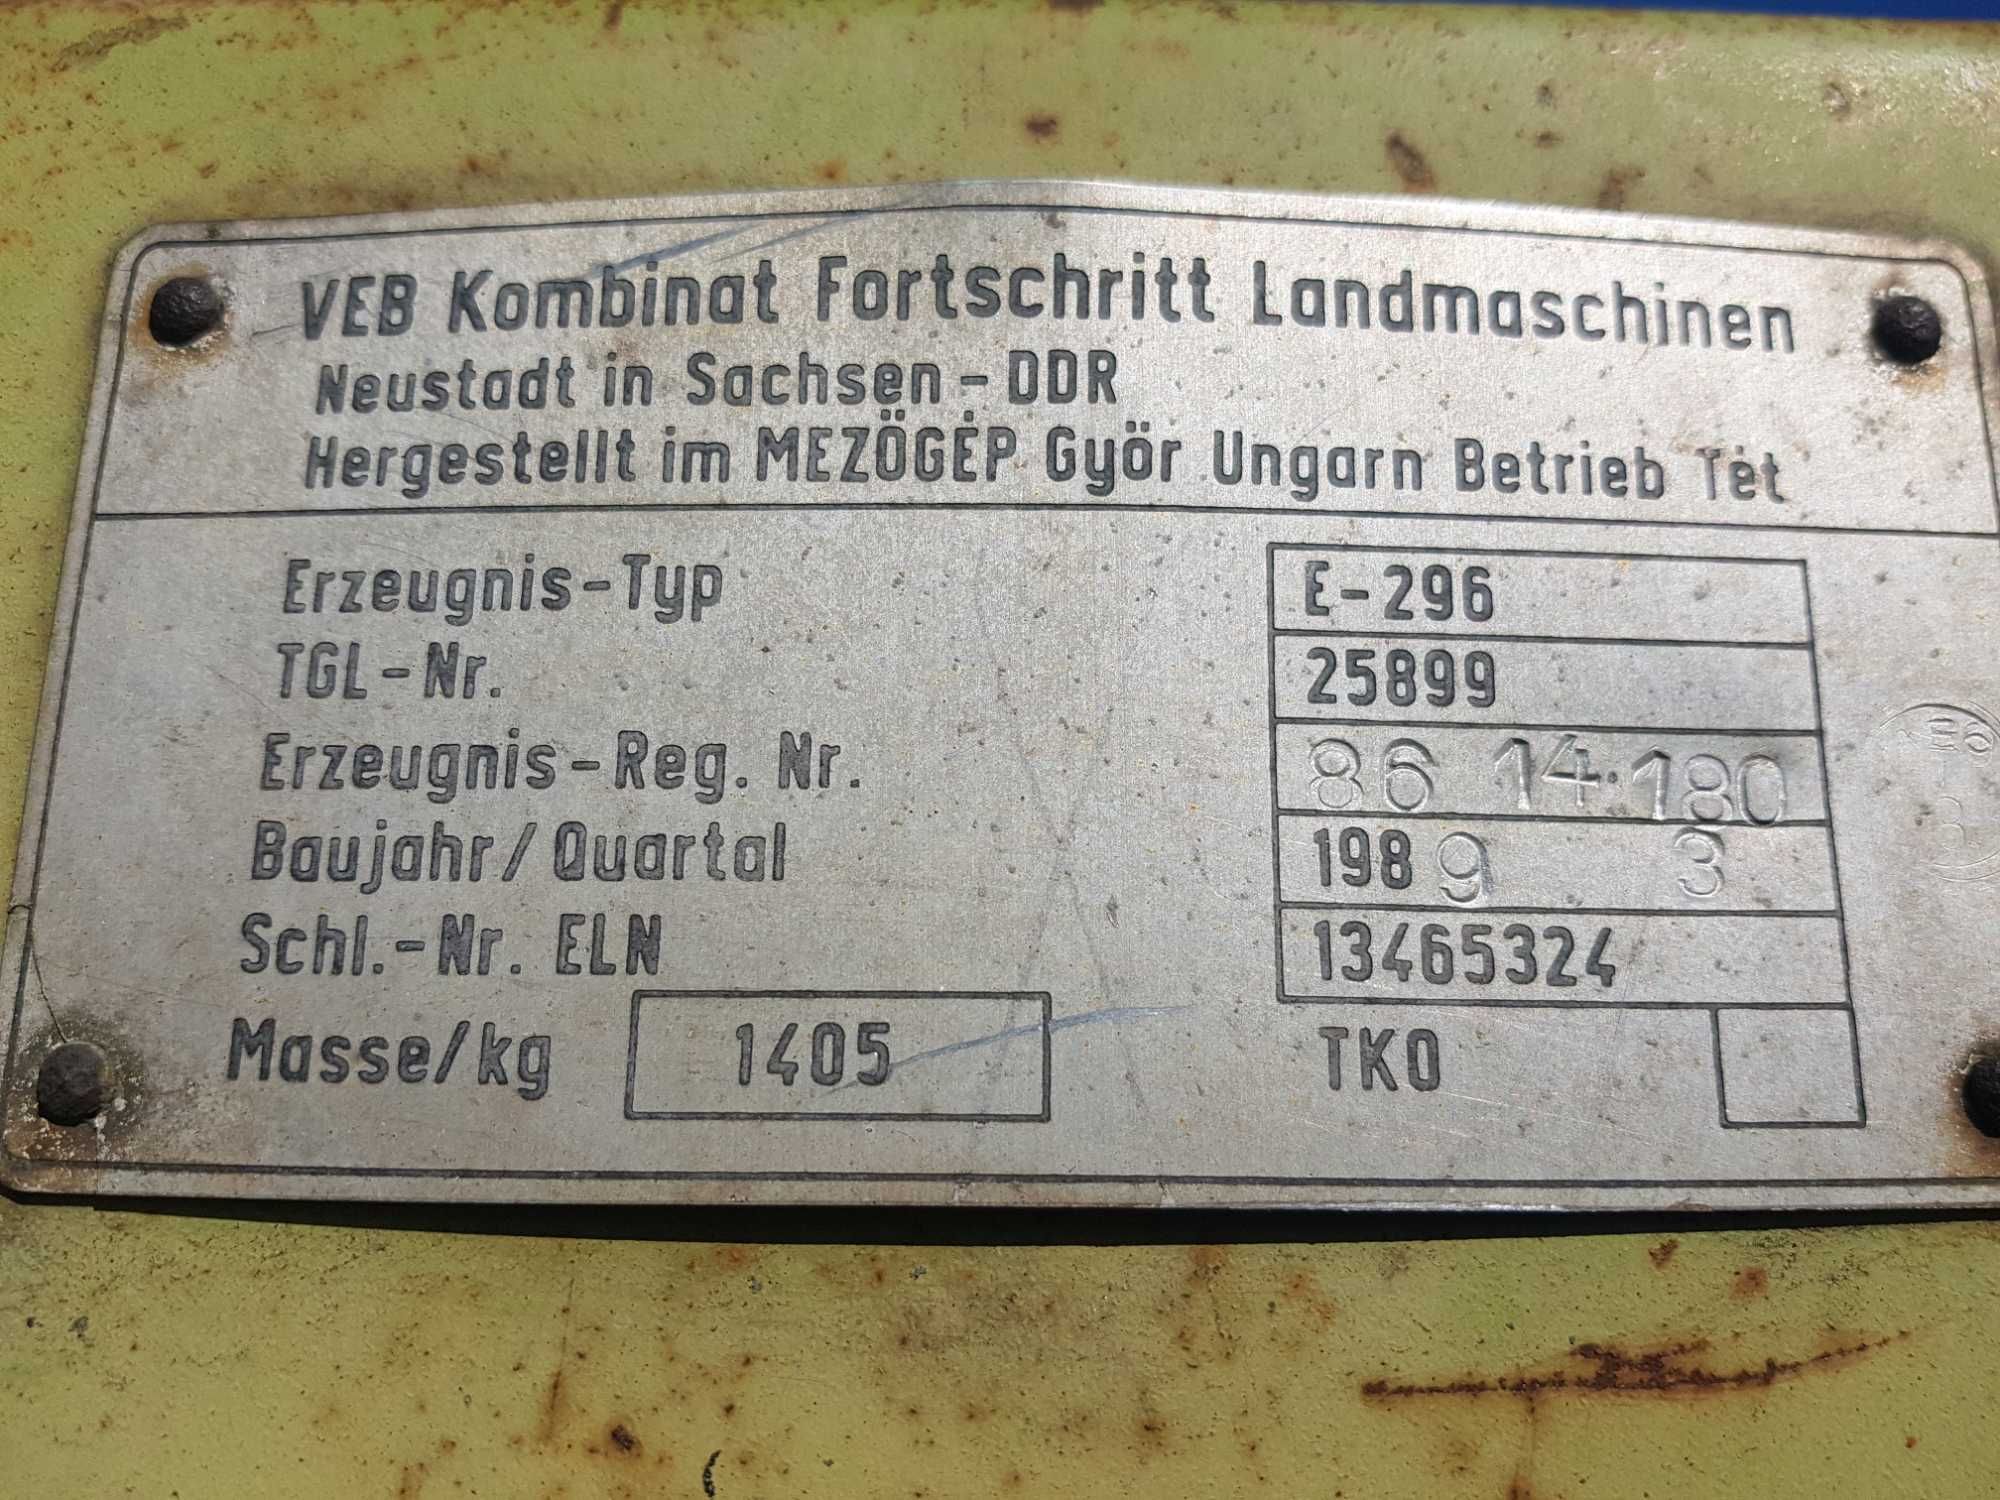 VEB Kombinat Fortschritt Landmaschinen
Neustadt in Sachsen - DDR
Hergestellt im MEZÖGÉP Györ Ungarn Betrieb Tét
Erzeugnis-Typ E-296
TGL-Nr. 25899
Erzeugnis-Reg. Nr. 86 14·180
Baujahr/Quartal 1989 3
Schl.-Nr. ELN 13465324
Masse/kg 1405 TKO